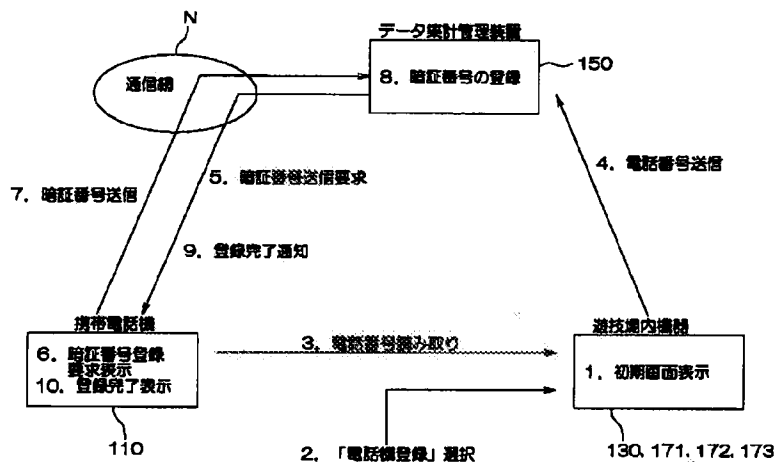 N
データ集計管理装置
通信網
8. 暗証番号の登録
150
4. 電話番号送信
5. 暗証番号送信要求
7. 暗証番号送信
9. 登録完了通知
携帯電話機
遊技場内機器
6. 暗証番号登録
要求表示
10. 登録完了表示
3. 電話番号読み取り
1. 初期画面表示
110
2. 「電話機登録」選択
130, 171, 172, 173